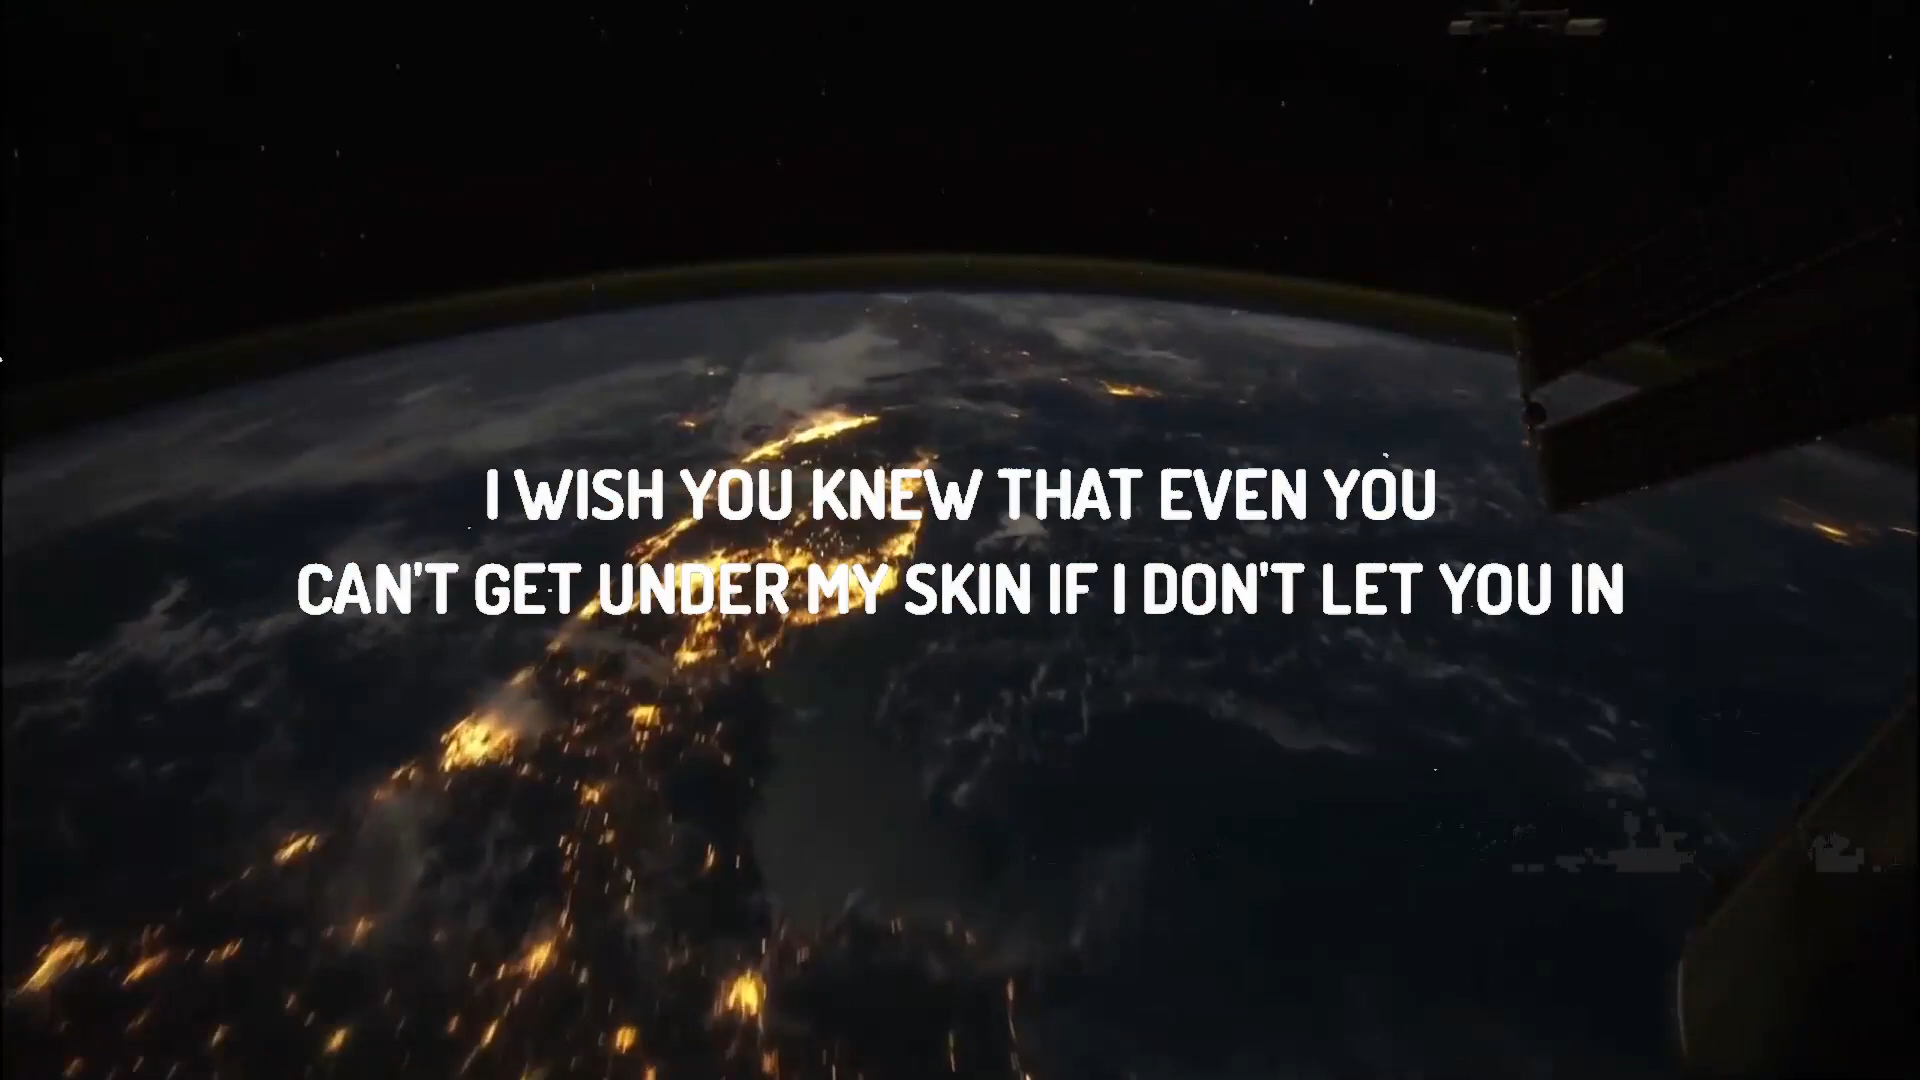 I WISH YOU KNEW THAT EVEN YOU
CAN'T GET UNDER MY SKIN IF I DON'T LET YOU IN